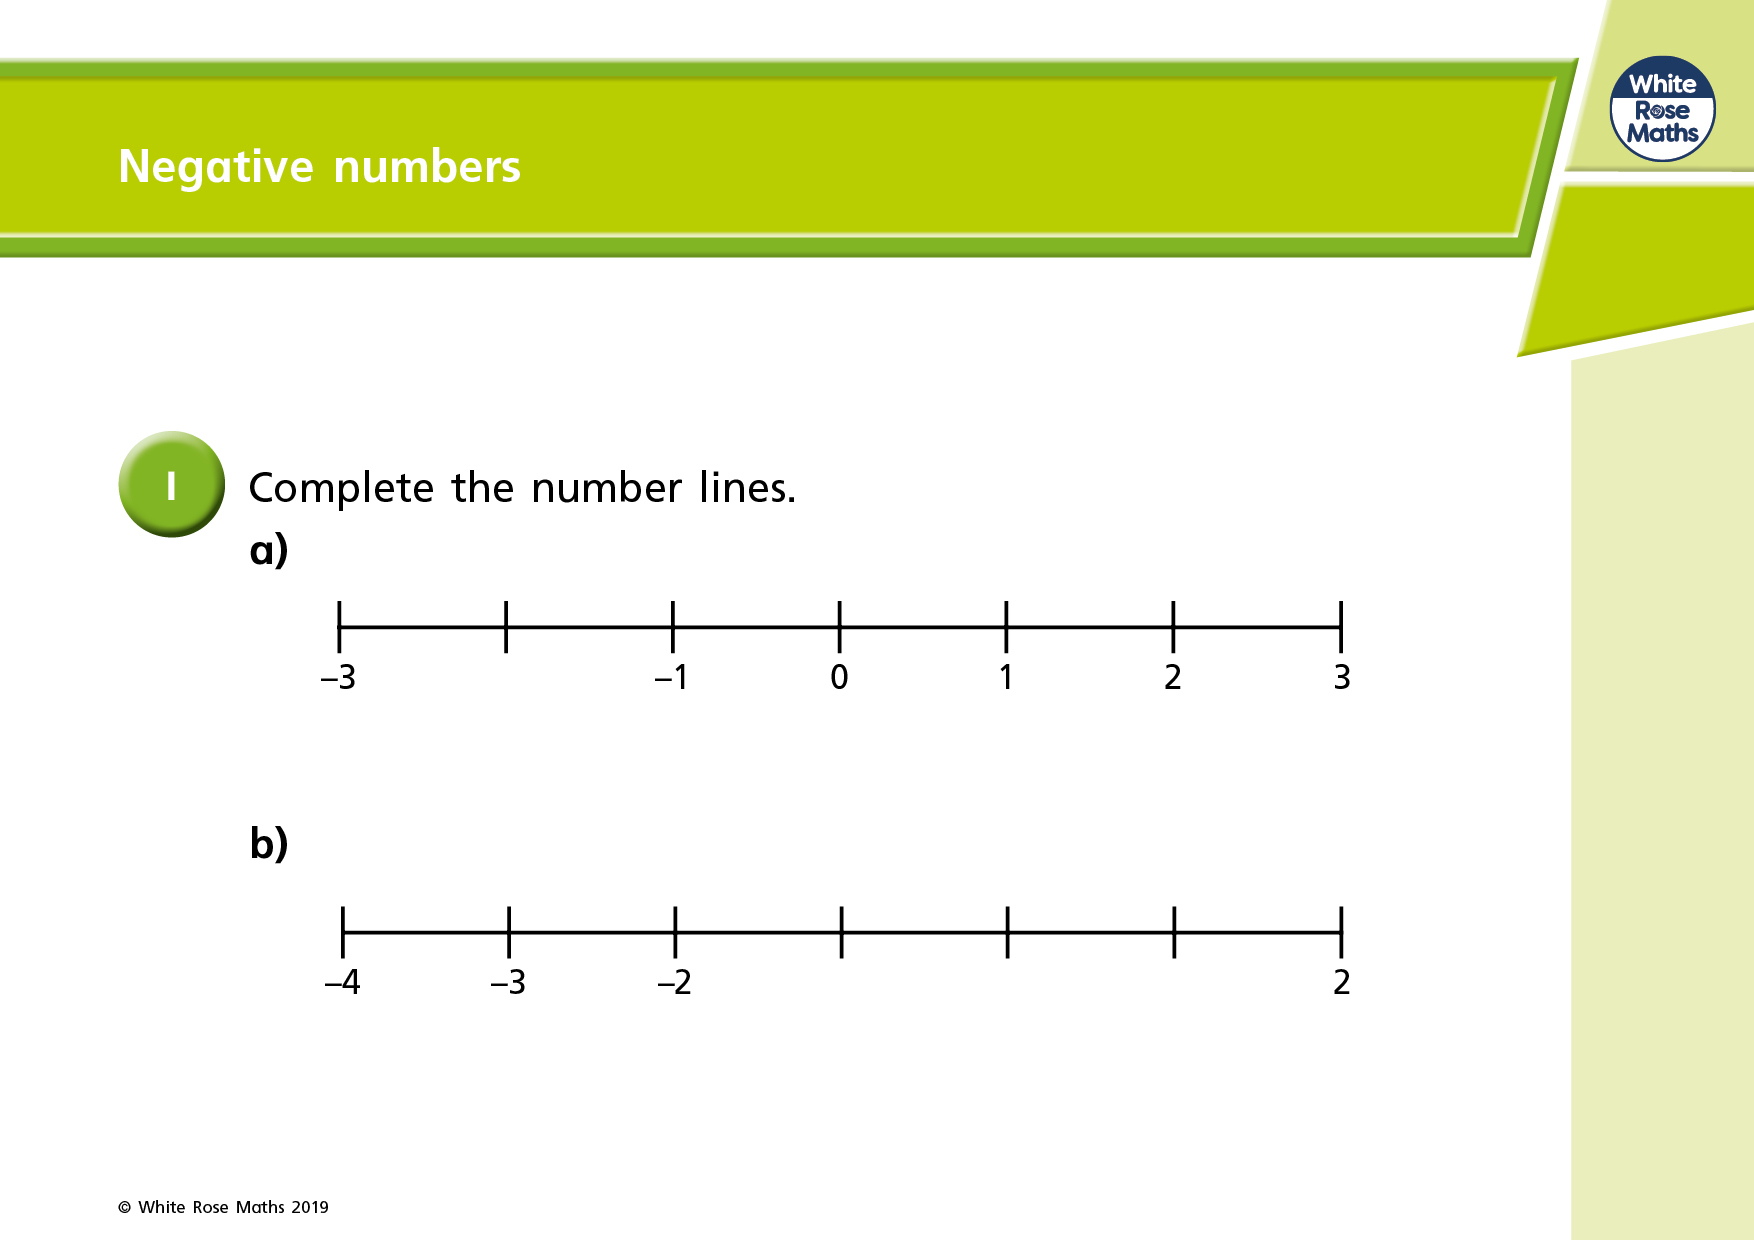 White
Rose
Maths
Negative numbers
1 Complete the number lines.
a)
–3 –1 0 1 2 3
b)
–4 –3 –2 2
© White Rose Maths 2019